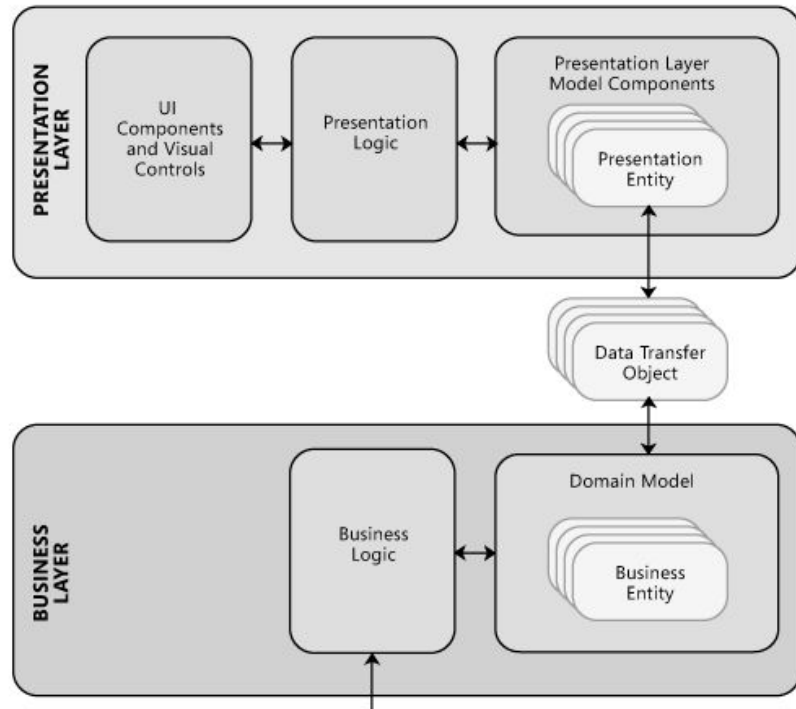 PRESENTATION
LAYER
UI
Components
and Visual
Controls
Presentation
Logic
Presentation Layer
Model Components
Presentation
Entity
Data Transfer
Object
BUSINESS
LAYER
Business
Logic
Domain Model
Business
Entity